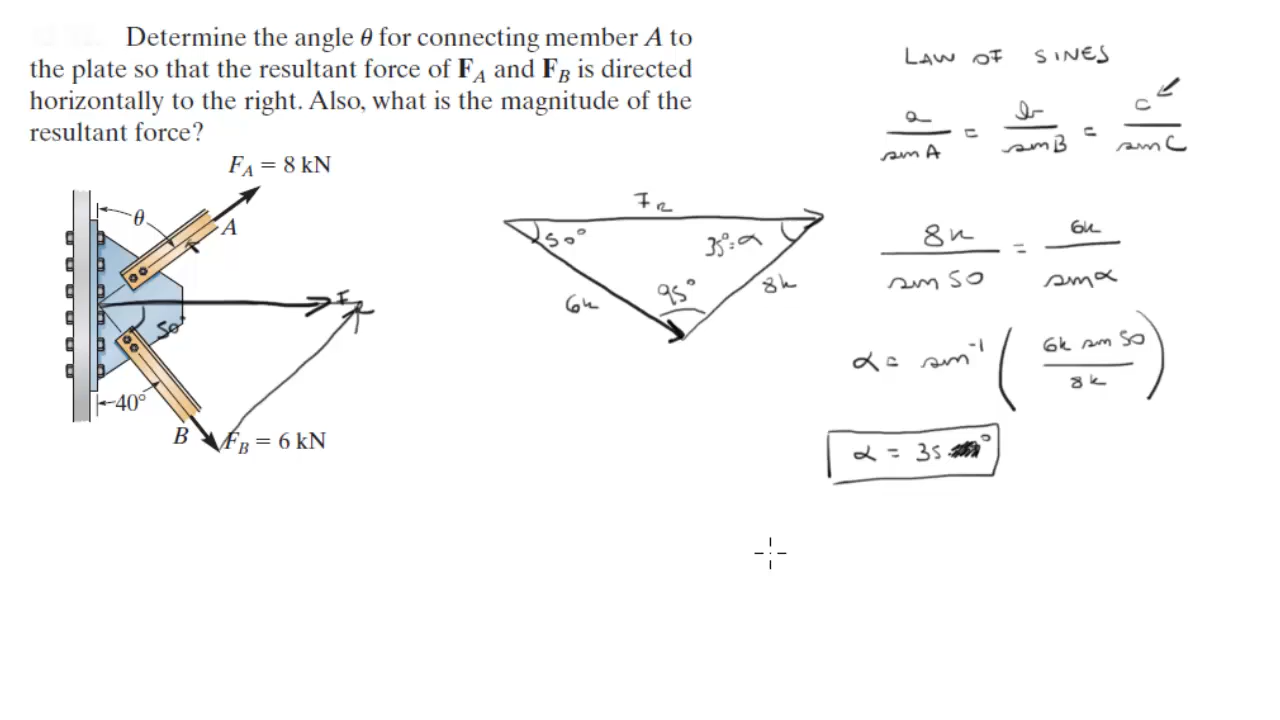 Determine the angle θ for connecting member A to
the plate so that the resultant force of F_A and F_B is directed
horizontally to the right. Also, what is the magnitude of the
resultant force?
F_A = 8 kN
θ
A
50°
40°
B
F_B = 6 kN
F_R
50°
35°=α
95°
6k
8k
LAW OF SINES
a/sin A = b/sin B = c/sin C
8k/sin 50 = 6k/sin α
α = sin⁻¹ (6k sin 50/8k)
α = 35°